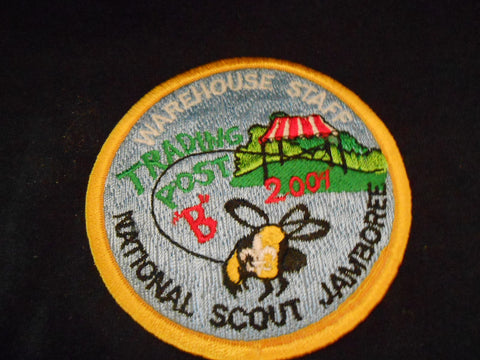 WAREHOUSE STAFF
TRADING
POST
"B"
2001
NATIONAL SCOUT JAMBOREE